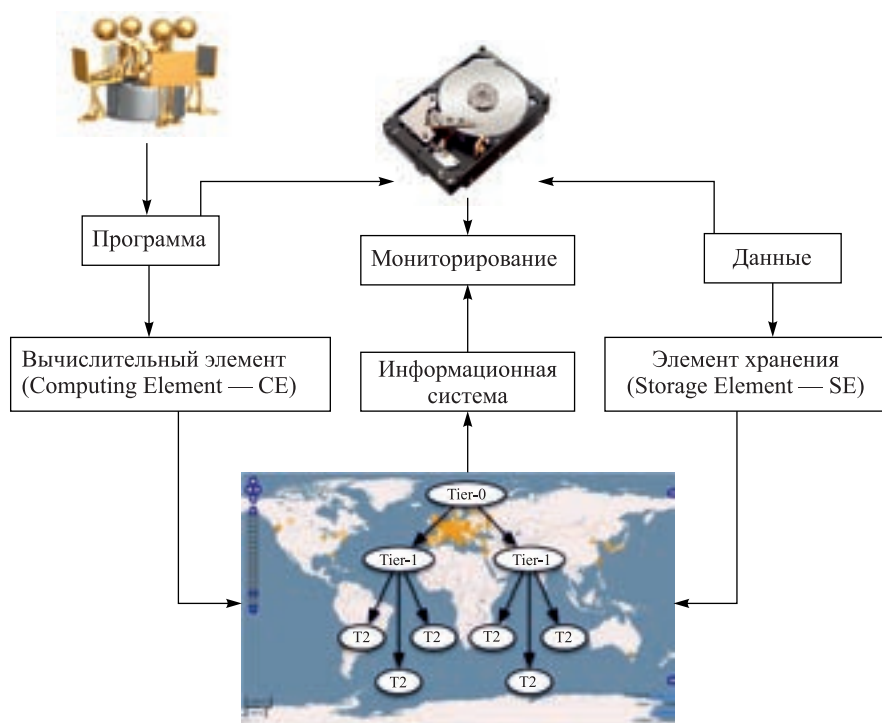 Программа
Мониторирование
Данные
Вычислительный элемент
(Computing Element — CE)
Информационная
система
Элемент хранения
(Storage Element — SE)
Tier-0
Tier-1
Tier-1
T2
T2
T2
T2
T2
T2